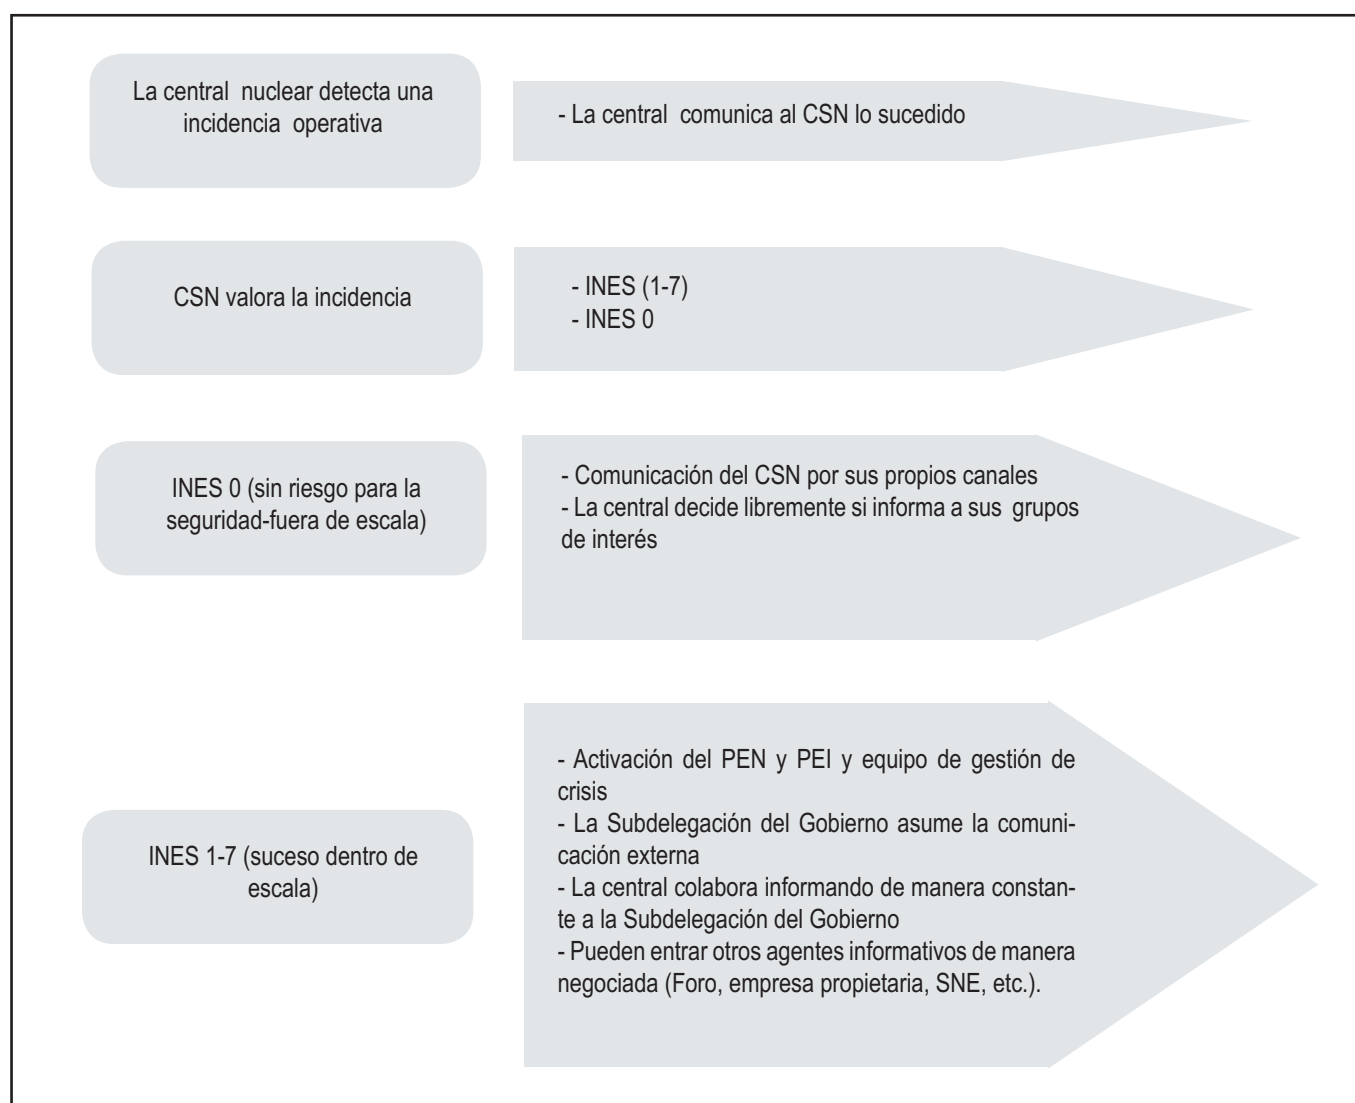 La central nuclear detecta una
incidencia operativa
- La central comunica al CSN lo sucedido
CSN valora la incidencia
- INES (1-7)
- INES 0
INES 0 (sin riesgo para la
seguridad-fuera de escala)
- Comunicación del CSN por sus propios canales
- La central decide libremente si informa a sus grupos
de interés
INES 1-7 (suceso dentro de
escala)
- Activación del PEN y PEI y equipo de gestión de
crisis
- La Subdelegación del Gobierno asume la comuni-
cación externa
- La central colabora informando de manera constan-
te a la Subdelegación del Gobierno
- Pueden entrar otros agentes informativos de manera
negociada (Foro, empresa propietaria, SNE, etc.).